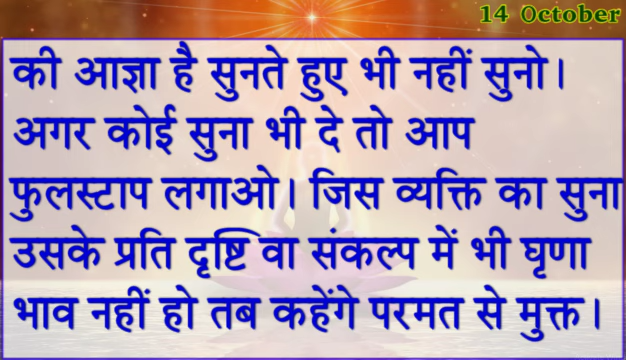 14 October
की आज्ञा है सुनते हुए भी नहीं सुनो।
अगर कोई सुना भी दे तो आप
फुलस्टाप लगाओ। जिस व्यक्ति का सुना
उसके प्रति दृष्टि वा संकल्प में भी घृणा
भाव नहीं हो तब कहेंगे परमत से मुक्त।